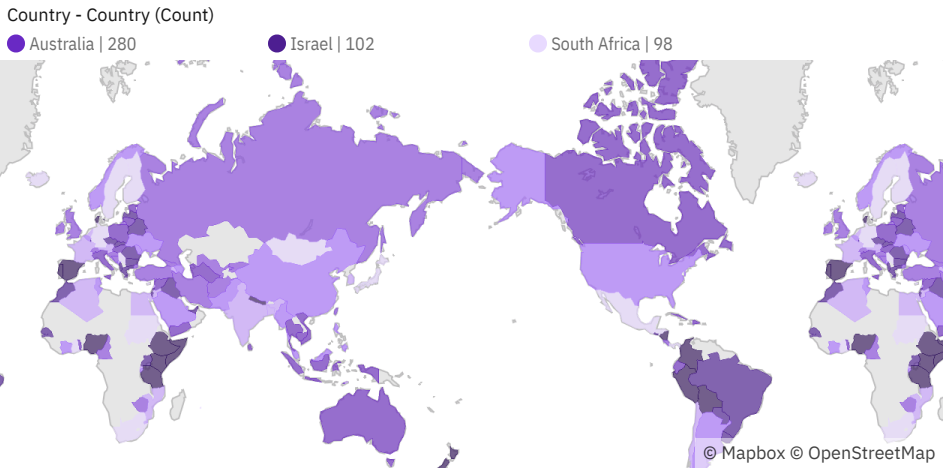 Country - Country (Count)
Australia | 280
Israel | 102
South Africa | 98
© Mapbox © OpenStreetMap